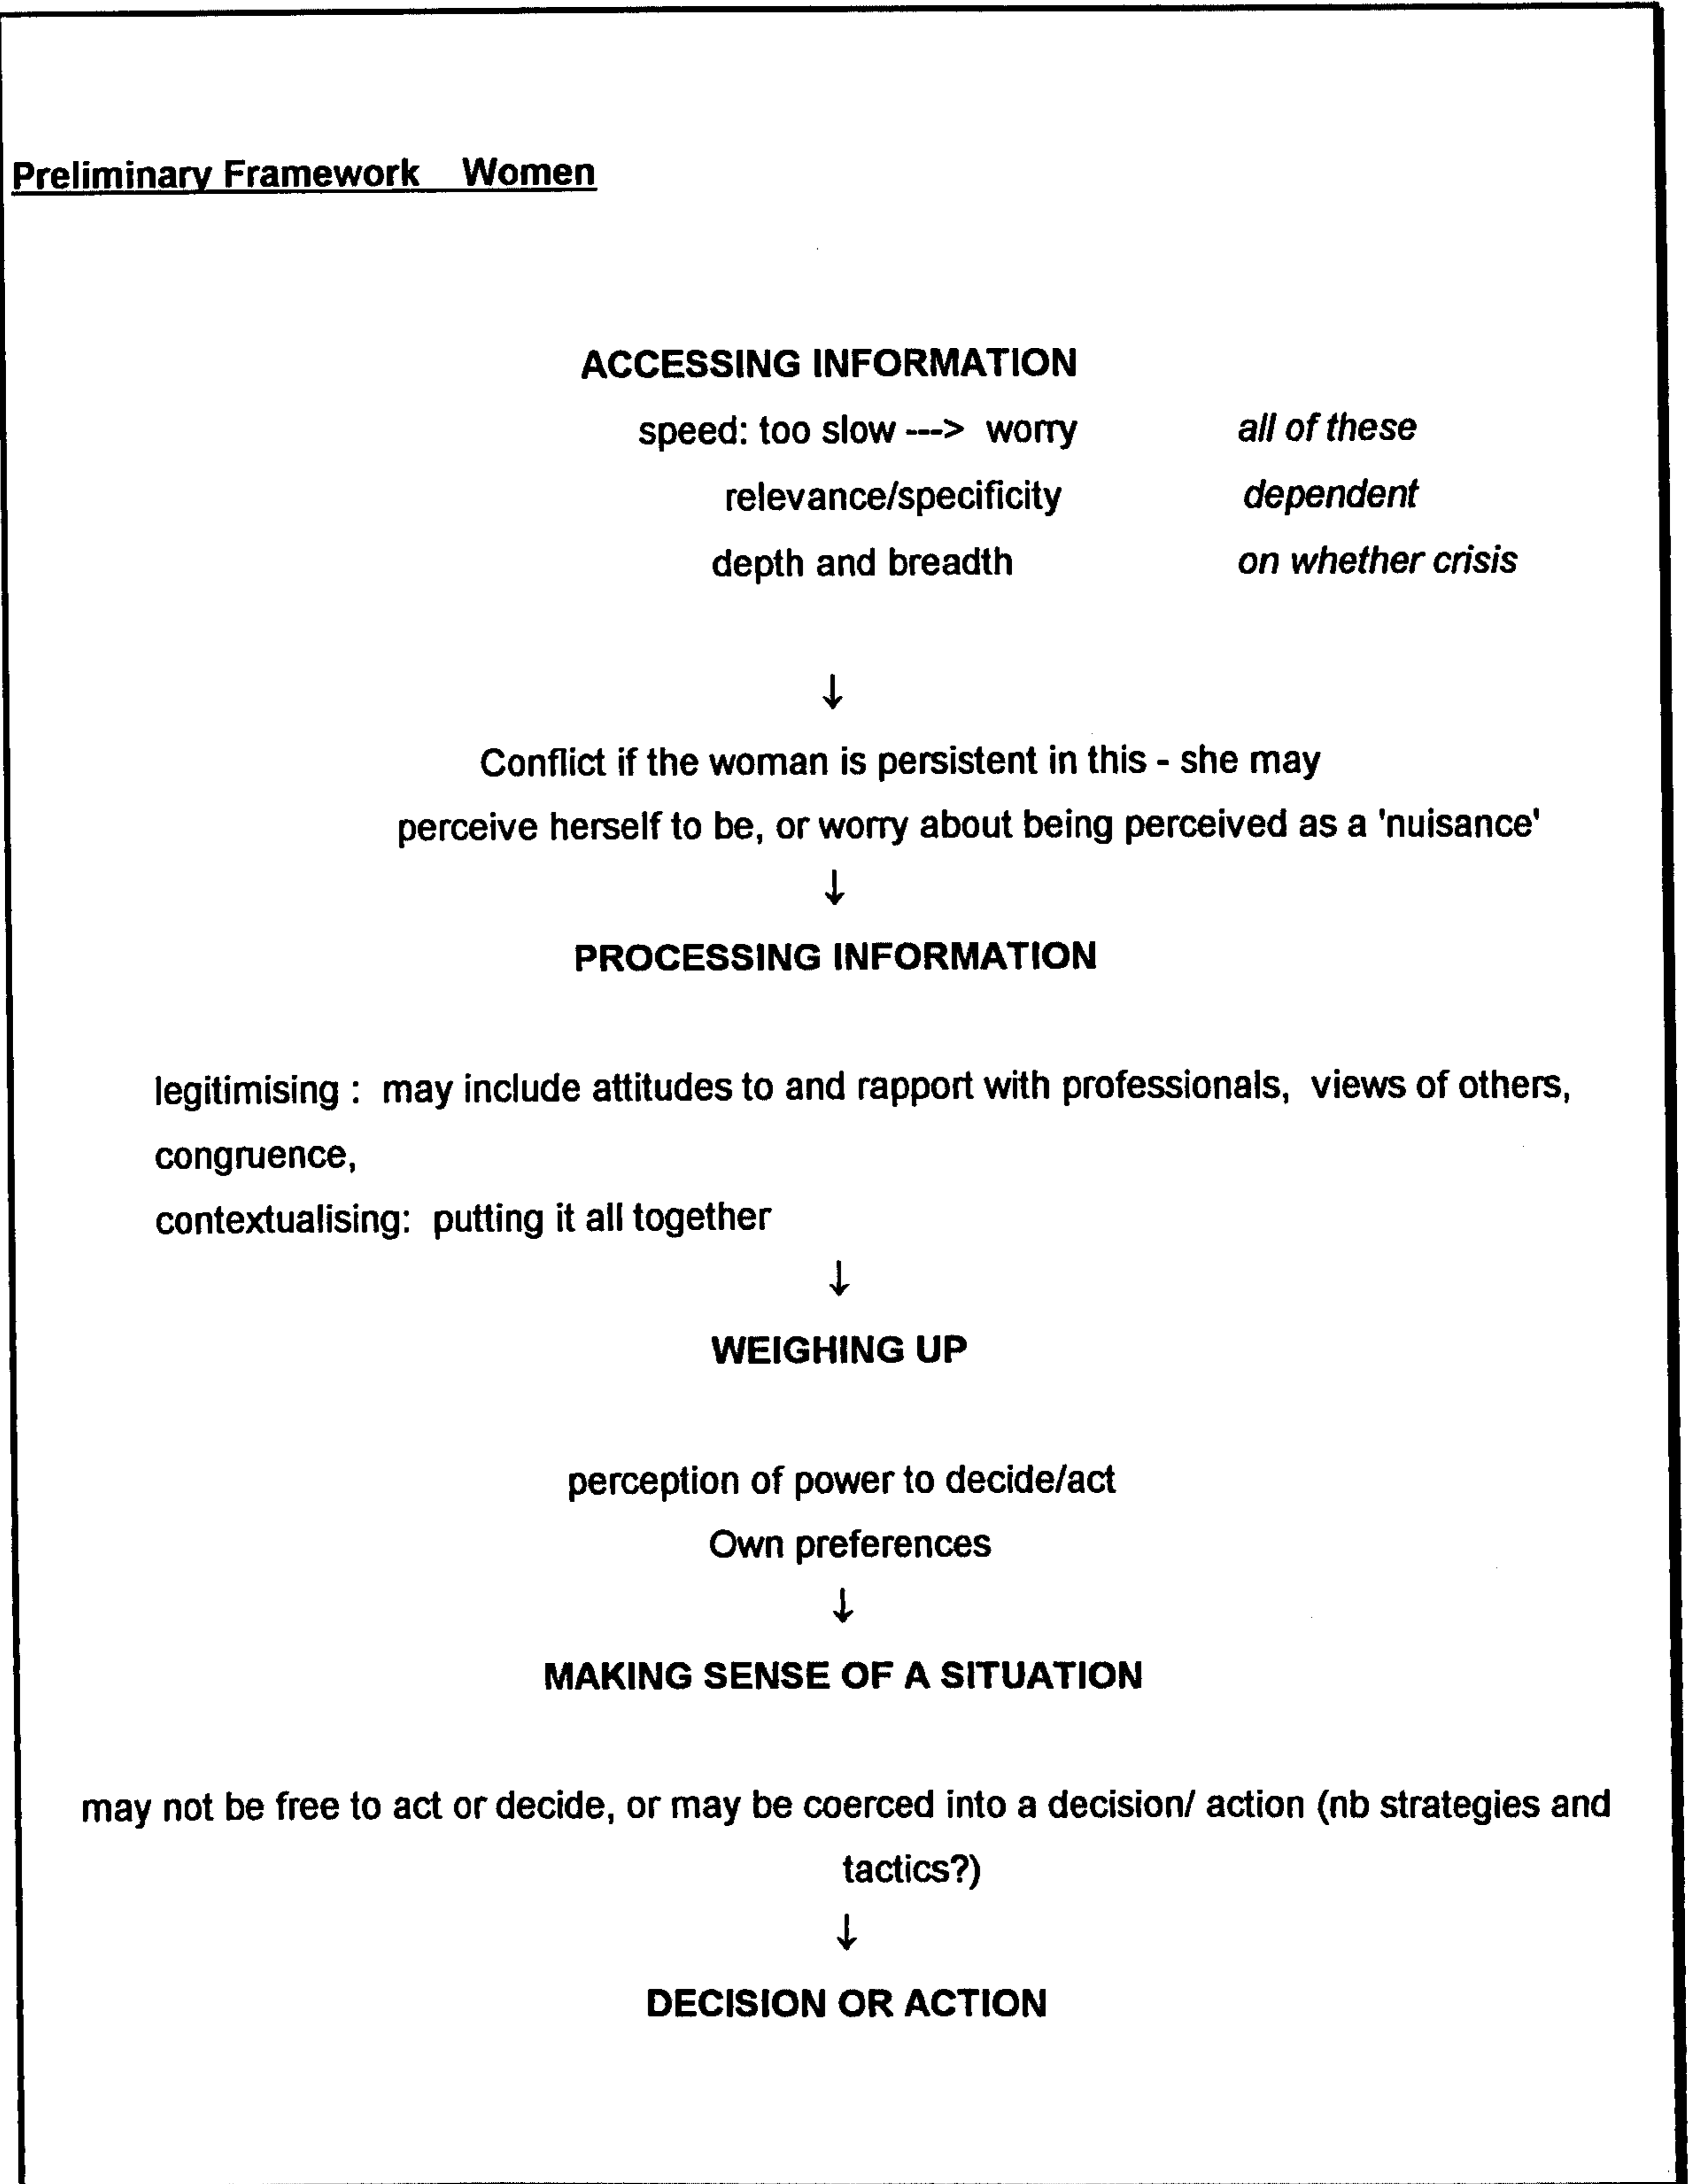 Preliminary Framework Women
ACCESSING INFORMATION
speed: too slow ---> worry all of these
relevance/specificity dependent
depth and breadth on whether crisis
↓
Conflict if the woman is persistent in this - she may
perceive herself to be, or worry about being perceived as a 'nuisance'
↓
PROCESSING INFORMATION
legitimising : may include attitudes to and rapport with professionals, views of others,
congruence,
contextualising: putting it all together
↓
WEIGHING UP
perception of power to decide/act
Own preferences
↓
MAKING SENSE OF A SITUATION
may not be free to act or decide, or may be coerced into a decision/ action (nb strategies and
tactics?)
↓
DECISION OR ACTION